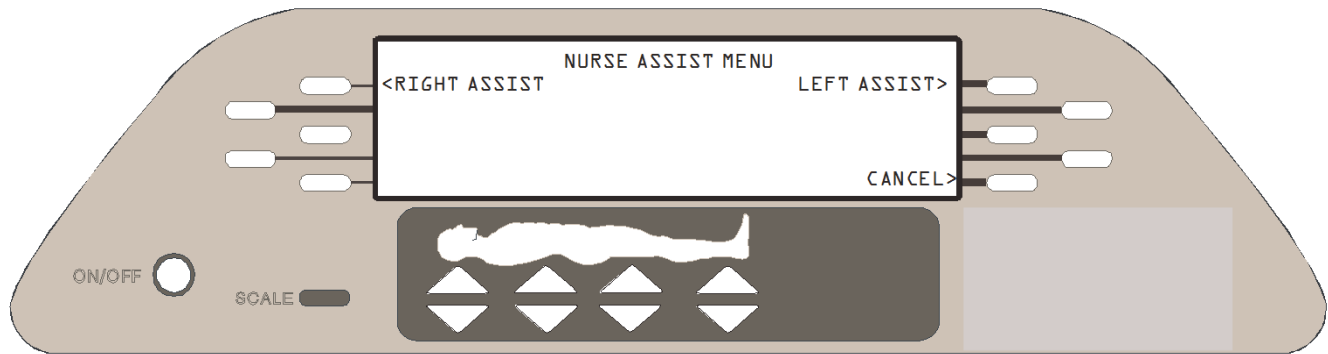 NURSE ASSIST MENU
<RIGHT ASSIST LEFT ASSIST>
CANCEL>
ON/OFF
SCALE